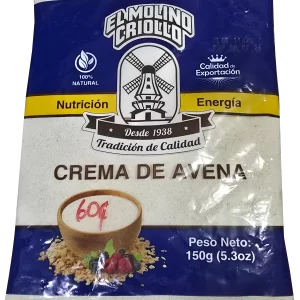 EL MOLINO
CRIOLLO
100%
NATURAL
Calidad de
Exportación
Nutrición
Energía
Desde 1938
Tradición de Calidad
CREMA DE AVENA
60¢
Peso Neto:
150g (5.3oz)